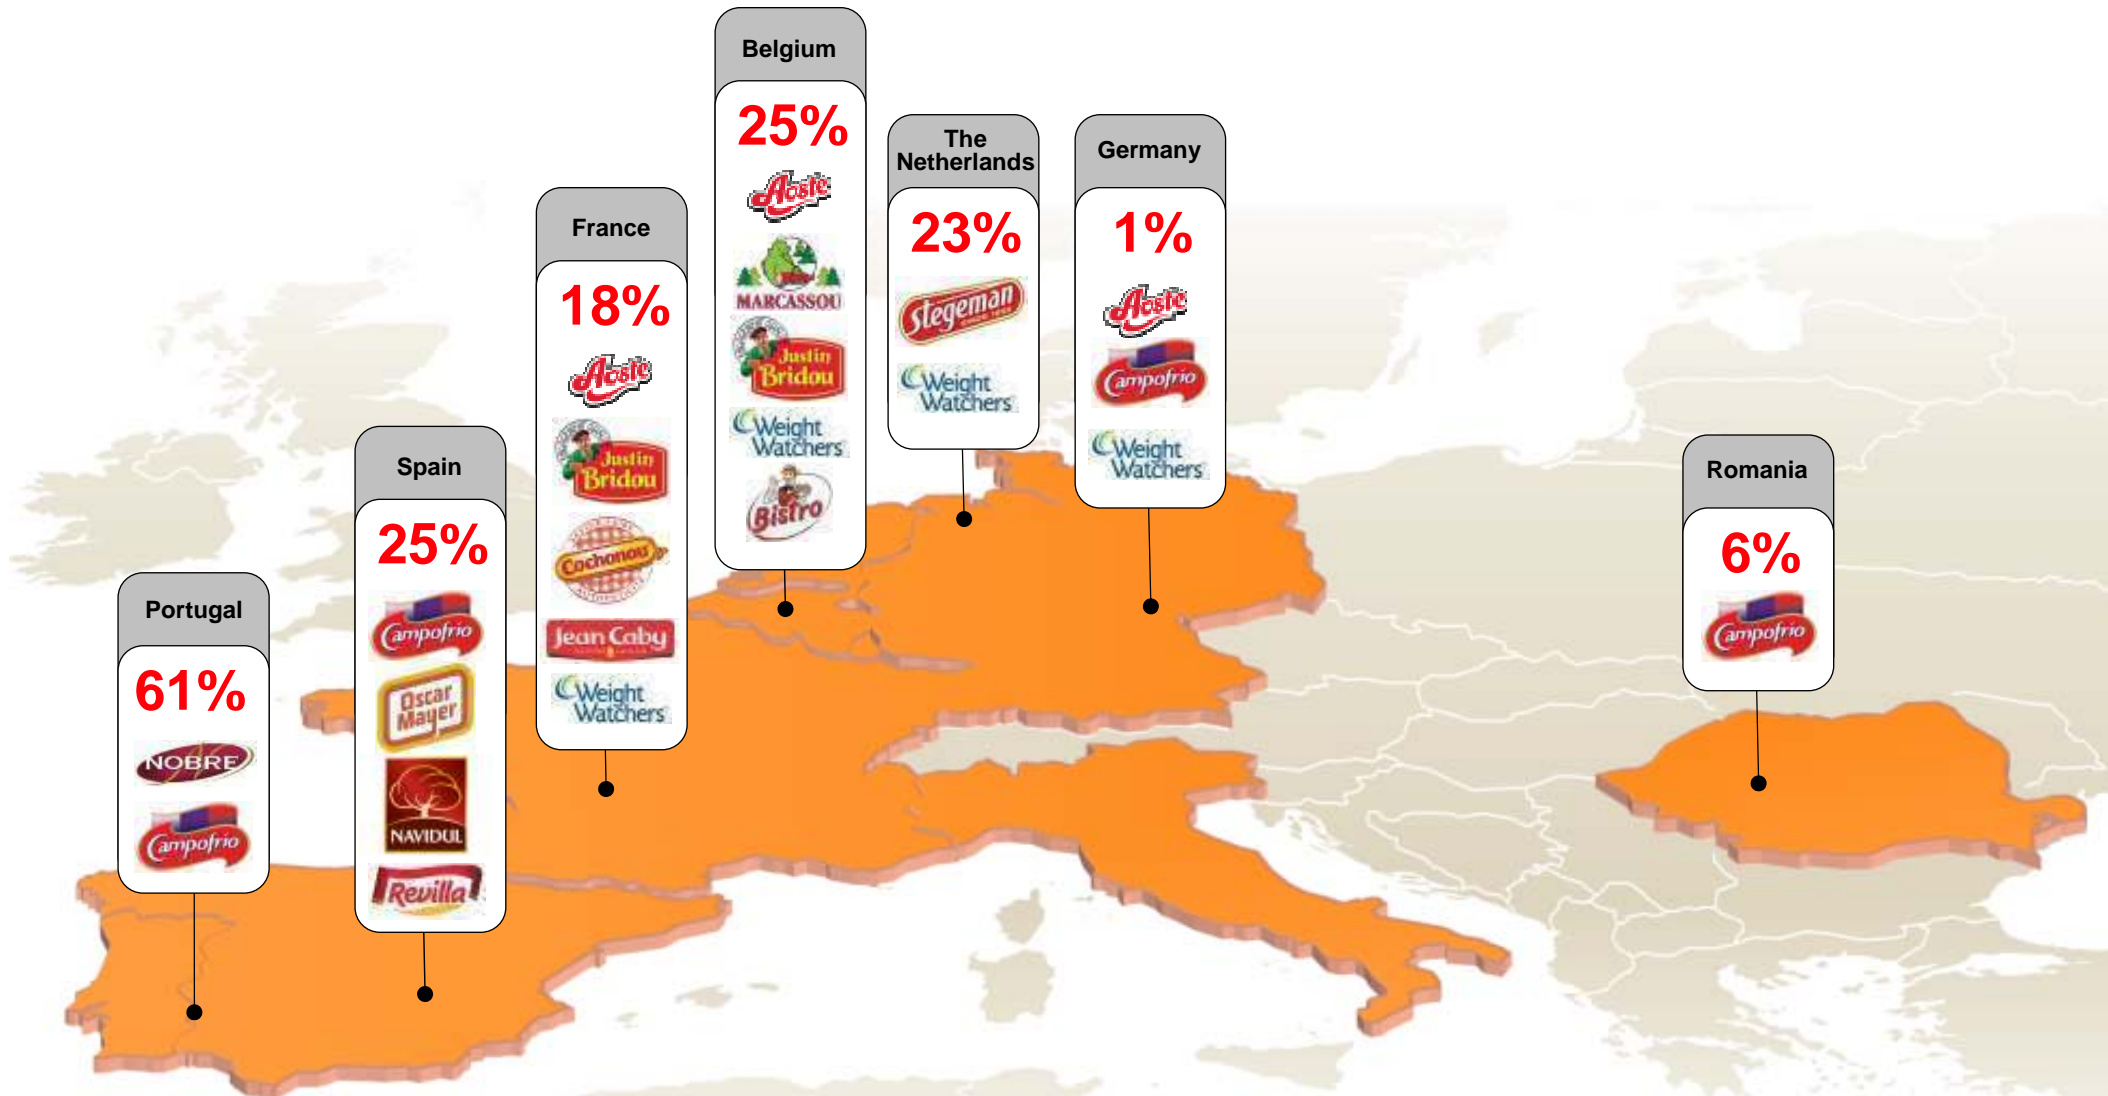 Portugal
61%
NOBRE
Campofrio
Spain
25%
Campofrio
Oscar
Mayer
NAVIDUL
Revilla
France
18%
Aoste
Justin
Bridou
Cochonou
Jean Caby
Weight
Watchers
Belgium
25%
Aoste
MARCASSOU
Justin
Bridou
Weight
Watchers
Bistro
The
Netherlands
23%
Stegeman
Weight
Watchers
Germany
1%
Aoste
Campofrio
Weight
Watchers
Romania
6%
Campofrio